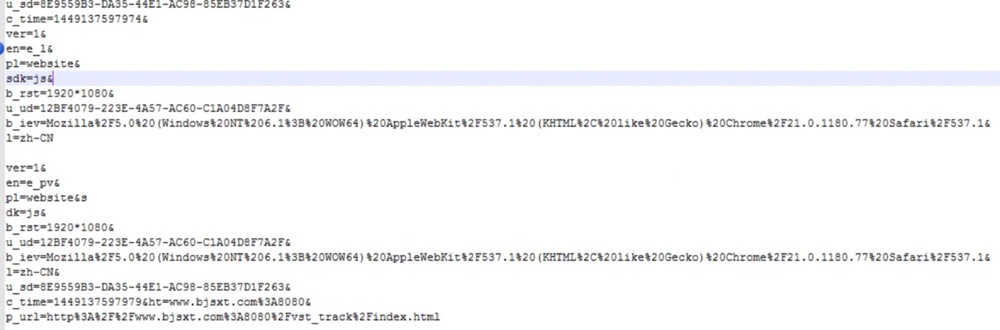 u_sd=8E9559B3-DA35-44E1-AC98-85EB37D1F263&
c_time=1449137597974&
ver=1&
en=e_l&
pl=website&
sdk=js&
b_rst=1920*1080&
u_ud=12BF4079-223E-4A57-AC60-C1A04D8F7A2F&
b_iev=Mozilla%2F5.0%20(Windows%20NT%206.1%3B%20WOW64)%20AppleWebKit%2F537.1%20(KHTML%2C%20like%20Gecko)%20Chrome%2F21.0.1180.77%20Safari%2F537.1&
l=zh-CN

ver=1&
en=e_pv&
pl=website&s
dk=js&
b_rst=1920*1080&
u_ud=12BF4079-223E-4A57-AC60-C1A04D8F7A2F&
b_iev=Mozilla%2F5.0%20(Windows%20NT%206.1%3B%20WOW64)%20AppleWebKit%2F537.1%20(KHTML%2C%20like%20Gecko)%20Chrome%2F21.0.1180.77%20Safari%2F537.1&
l=zh-CN&
u_sd=8E9559B3-DA35-44E1-AC98-85EB37D1F263&
c_time=1449137597979&ht=www.bjsxt.com%3A8080&
p_url=http%3A%2F%2Fwww.bjsxt.com%3A8080%2Fvst_track%2Findex.html